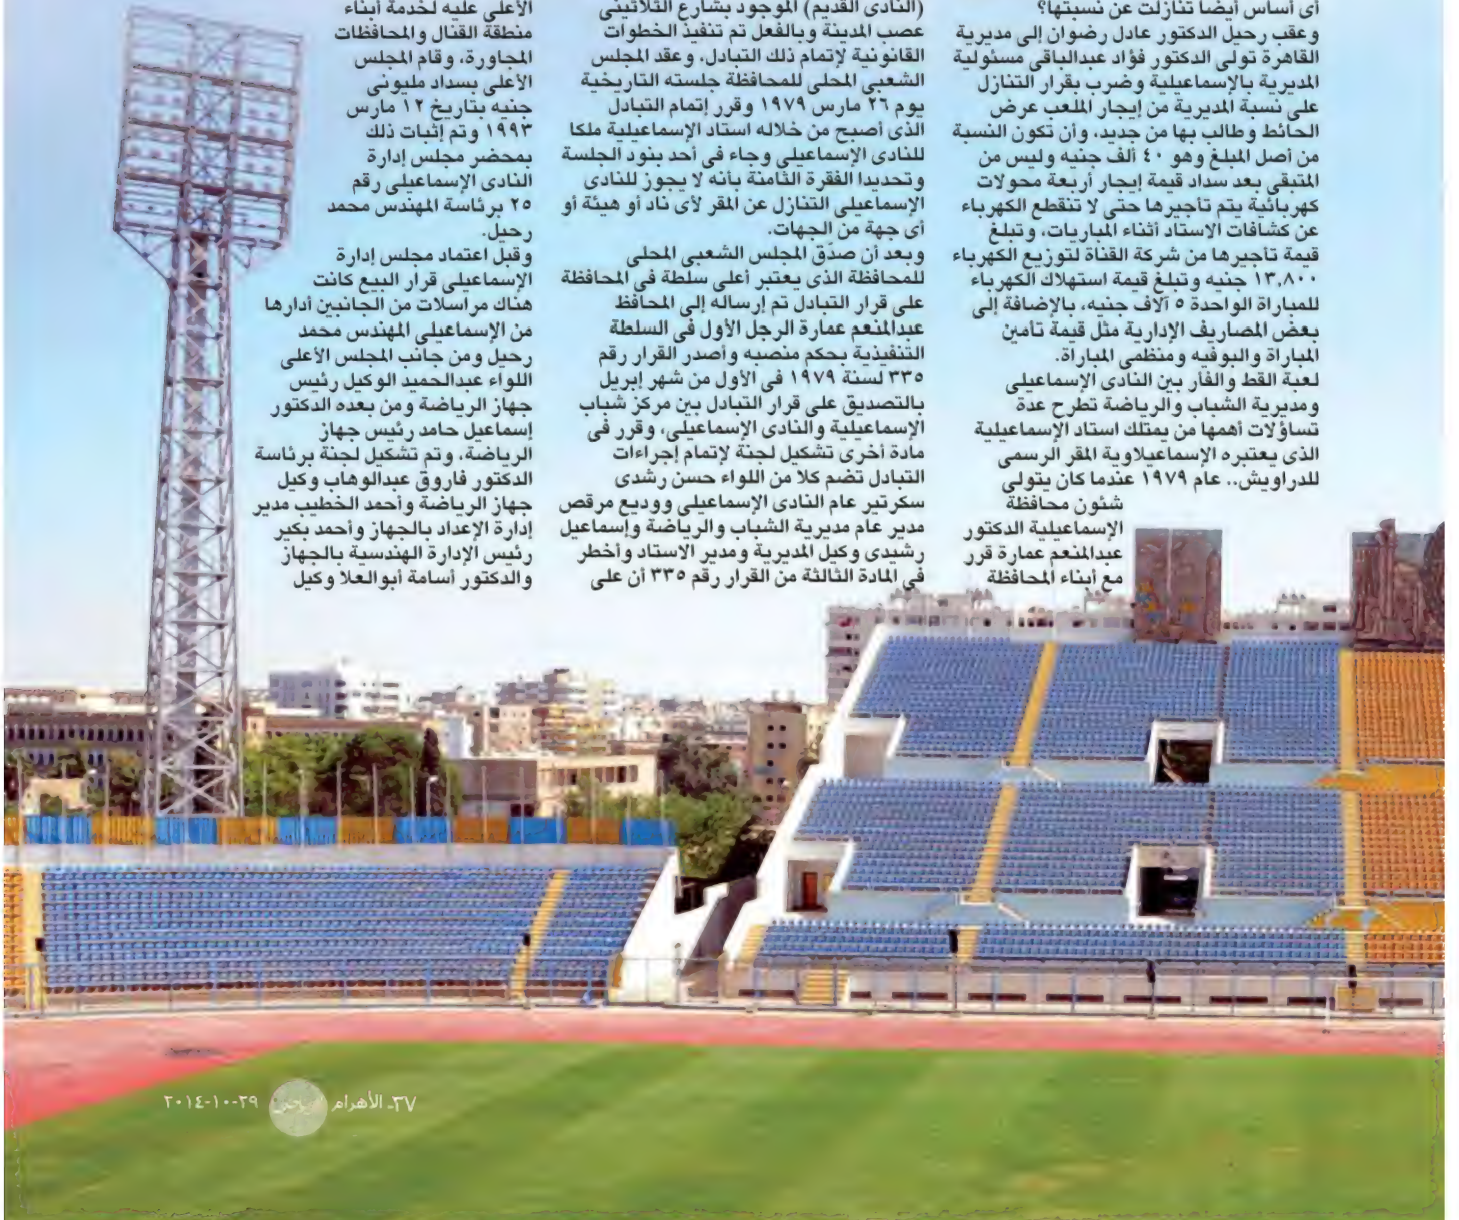 أى أساس أيضا تنازلت عن نسبتها؟
وعقب رحيل الدكتور عادل رضوان إلى مديرية
القاهرة تولى الدكتور فؤاد عبدالباقى مسئولية
المديرية بالإسماعيلية وضرب بقرار التنازل
على نسبة المديرية من إيجار الملعب عرض
الحائط وطالب بها من جديد، وأن تكون النسبة
من أصل المبلغ وهو ٤٠ ألف جنيه وليس من
المتبقى بعد سداد قيمة إيجار أربعة محولات
كهربائية يتم تأجيرها حتى لا تنقطع الكهرباء
عن كشافات الاستاد أثناء المباريات، وتبلغ
قيمة تأجيرها من شركة القناة لتوزيع الكهرباء
١٣,٨٠٠ جنيه وتبلغ قيمة استهلاك الكهرباء
للمباراة الواحدة ٥ آلاف جنيه، بالإضافة إلى
بعض المصاريف الإدارية مثل قيمة تأمين
المباراة والبوفيه ومنظمى المباراة.
لعبة القط والفأر بين النادى الإسماعيلى
ومديرية الشباب والرياضة تطرح عدة
تساؤلات أهمها من يمتلك استاد الإسماعيلية
الذى يعتبره الإسماعيلاوية المقر الرسمى
للدراويش.. عام ١٩٧٩ عندما كان يتولى
شئون محافظة
الإسماعيلية الدكتور
عبدالمنعم عمارة قرر
مع أبناء المحافظة
(النادى القديم) الموجود بشارع الثلاثينى
عصب المدينة وبالفعل تم تنفيذ الخطوات
القانونية لإتمام ذلك التبادل، وعقد المجلس
الشعبى المحلى للمحافظة جلسته التاريخية
يوم ٢٦ مارس ١٩٧٩ وقرر إتمام التبادل
الذى أصبح من خلاله استاد الإسماعيلية ملكا
للنادى الإسماعيلى وجاء فى أحد بنود الجلسة
وتحديدا الفقرة الثامنة بأنه لا يجوز للنادى
الإسماعيلى التنازل عن المقر لأى ناد أو هيئة أو
أى جهة من الجهات.
وبعد أن صدّق المجلس الشعبى المحلى
للمحافظة الذى يعتبر أعلى سلطة فى المحافظة
على قرار التبادل تم إرساله إلى المحافظ
عبدالمنعم عمارة الرجل الأول فى السلطة
التنفيذية بحكم منصبه وأصدر القرار رقم
٣٣٥ لسنة ١٩٧٩ فى الأول من شهر إبريل
بالتصديق على قرار التبادل بين مركز شباب
الإسماعيلية والنادى الإسماعيلى، وقرر فى
مادة أخرى تشكيل لجنة لإتمام إجراءات
التبادل تضم كلا من اللواء حسن رشدى
سكرتير عام النادى الإسماعيلى ووديع مرقص
مدير عام مديرية الشباب والرياضة وإسماعيل
رشيدى وكيل المديرية ومدير الاستاد وأخطر
فى المادة الثالثة من القرار رقم ٣٣٥ أن على
الأعلى عليه لخدمة أبناء
منطقة القنال والمحافظات
المجاورة، وقام المجلس
الأعلى بسداد مليونى
جنيه بتاريخ ١٢ مارس
١٩٩٣ وتم إثبات ذلك
بمحضر مجلس إدارة
النادى الإسماعيلى رقم
٢٥ برئاسة المهندس محمد
رحيل.
وقبل اعتماد مجلس إدارة
الإسماعيلى قرار البيع كانت
هناك مراسلات من الجانبين أدارها
من الإسماعيلى المهندس محمد
رحيل ومن جانب المجلس الأعلى
اللواء عبدالحميد الوكيل رئيس
جهاز الرياضة ومن بعده الدكتور
إسماعيل حامد رئيس جهاز
الرياضة، وتم تشكيل لجنة برئاسة
الدكتور فاروق عبدالوهاب وكيل
جهاز الرياضة وأحمد الخطيب مدير
إدارة الإعداد بالجهاز وأحمد بكير
رئيس الإدارة الهندسية بالجهاز
والدكتور أسامة أبوالعلا وكيل
٣٧ـ الأهرام الرياضى ٢٩-١٠-٢٠١٤